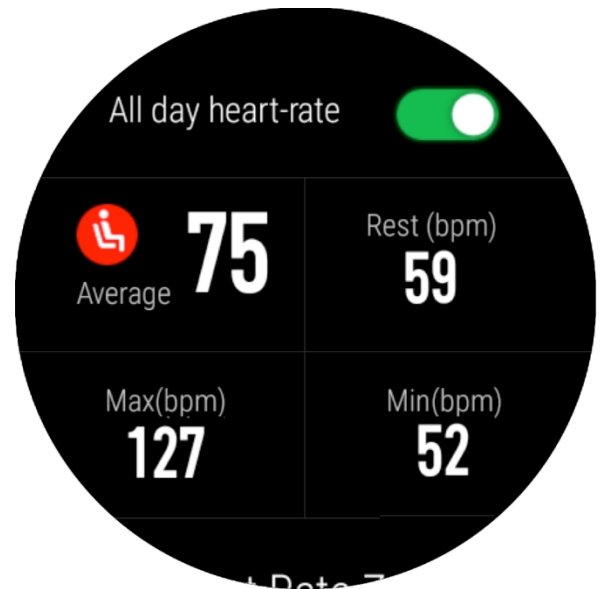 All day heart-rate
Average 75
Rest (bpm)
59
Max(bpm)
127
Min(bpm)
52